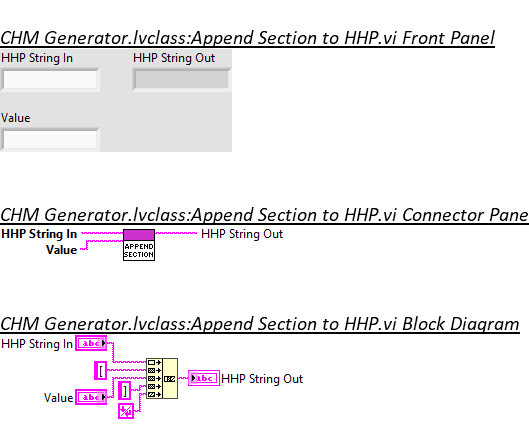 CHM Generator.lvclass:Append Section to HHP.vi Front Panel
HHP String In HHP String Out
Value
CHM Generator.lvclass:Append Section to HHP.vi Connector Pane
HHP String In HHP String Out
Value
APPEND
SECTION
CHM Generator.lvclass:Append Section to HHP.vi Block Diagram
HHP String In abc
[
abc HHP String Out
]
Value abc